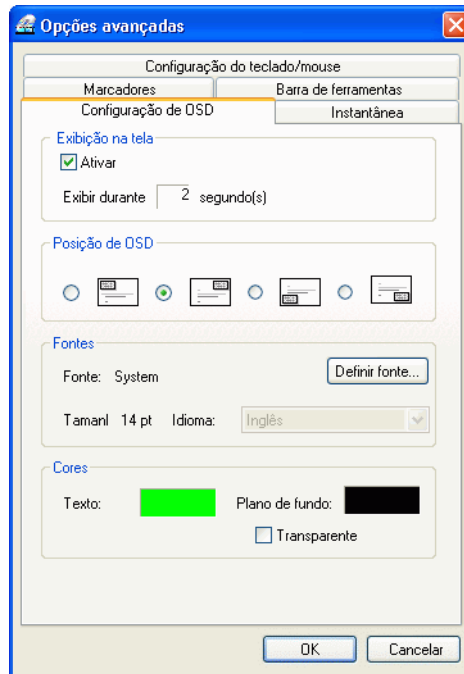 Opções avançadas
Configuração do teclado/mouse
Marcadores Barra de ferramentas
Configuração de OSD Instantânea
Exibição na tela
Ativar
Exibir durante 2 segundo(s)
Posição de OSD
Fontes
Fonte: System Definir fonte...
Tamanl 14 pt Idioma: Inglês
Cores
Texto: Plano de fundo:
Transparente
OK Cancelar